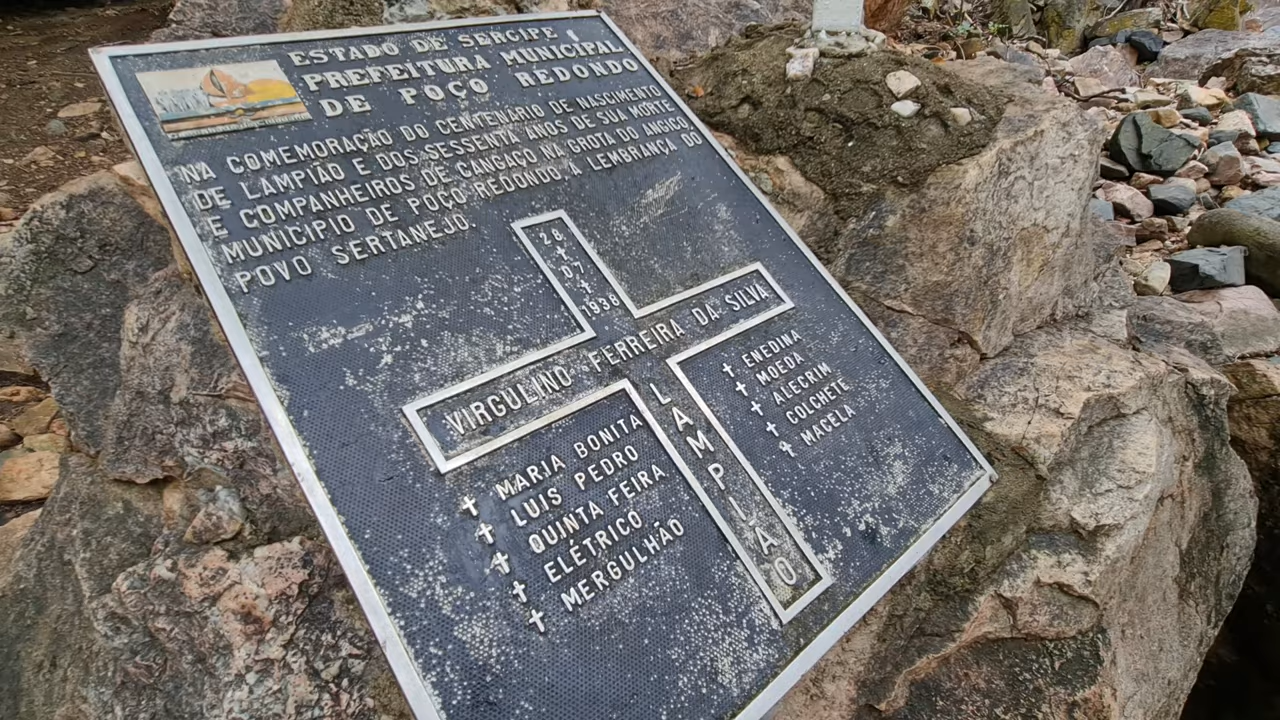 ESTADO DE SERGIPE
PREFEITURA MUNICIPAL
DE POÇO REDONDO
NA COMEMORAÇÃO DO CENTENÁRIO DE NASCIMENTO
DE LAMPIÃO E DOS SESSENTA ANOS DE SUA MORTE
E COMPANHEIROS DE CANGAÇO NA GROTA DO ANGICO
MUNICIPIO DE POÇO REDONDO A LEMBRANÇA DO
POVO SERTANEJO.
28
07
1938
VIRGULINO FERREIRA DA SILVA
LAMPIÃO
MARIA BONITA
LUIS PEDRO
QUINTA FEIRA
ELÉTRICO
MERGULHÃO
ENEDINA
MOEDA
ALECRIM
COLCHETE
MACELA